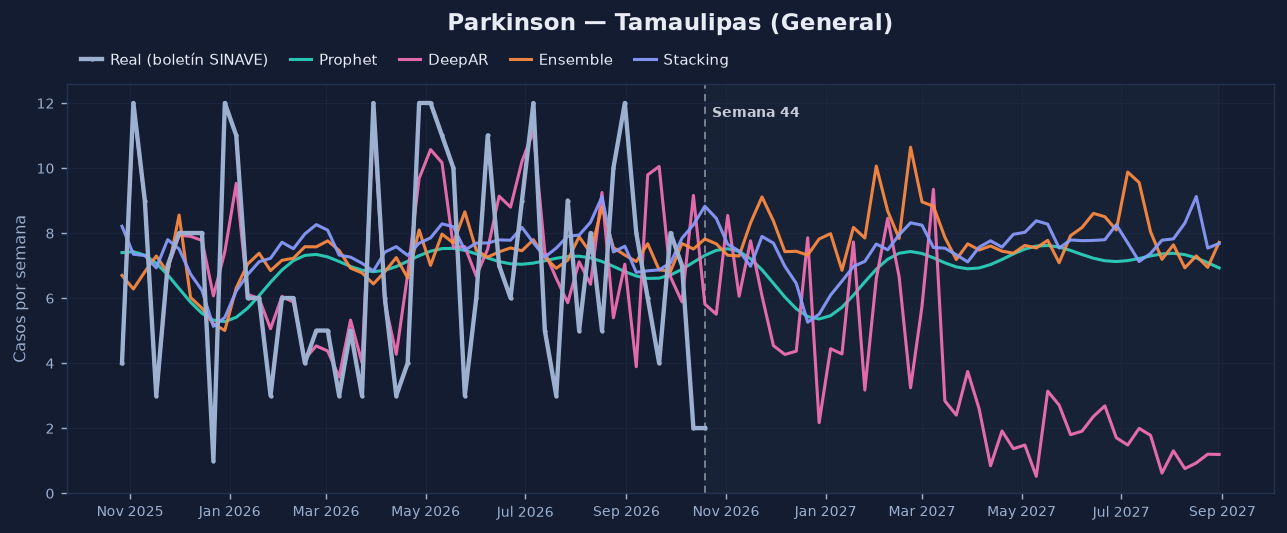 Parkinson — Tamaulipas (General)
Real (boletín SINAVE) Prophet DeepAR Ensemble Stacking
Semana 44
Casos por semana
12
10
8
6
4
2
0
Nov 2025 Jan 2026 Mar 2026 May 2026 Jul 2026 Sep 2026 Nov 2026 Jan 2027 Mar 2027 May 2027 Jul 2027 Sep 2027